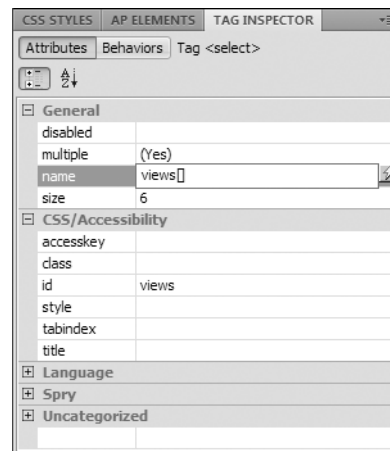 CSS STYLES AP ELEMENTS TAG INSPECTOR
Attributes Behaviors Tag <select>
A Z
General
disabled
multiple (Yes)
name views[]
size 6
CSS/Accessibility
accesskey
class
id views
style
tabindex
title
Language
Spry
Uncategorized